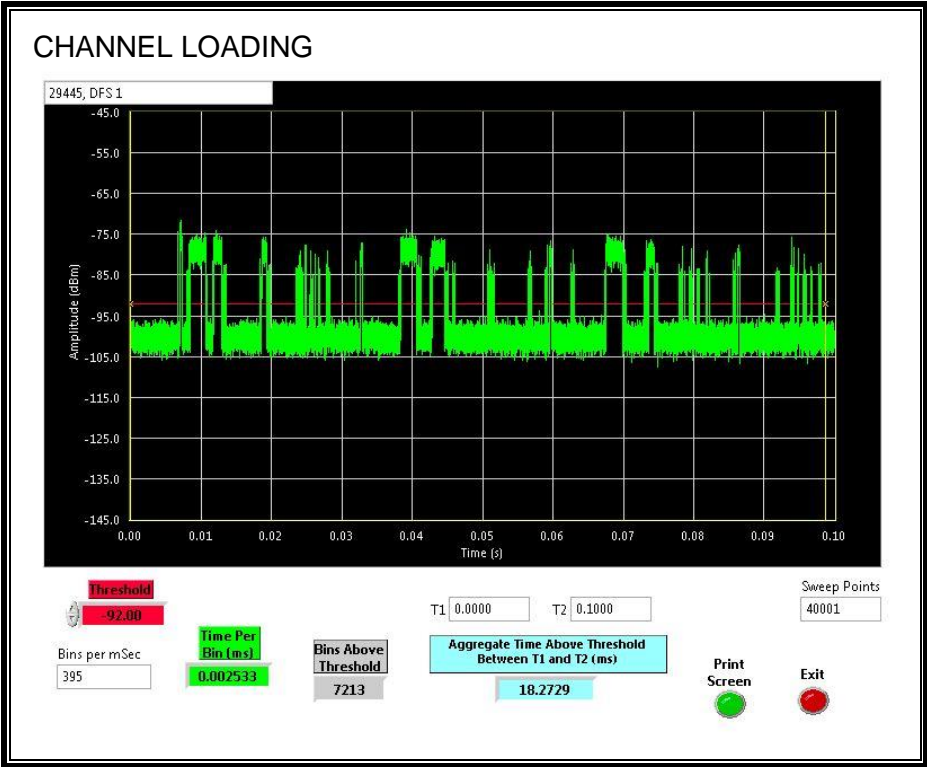 CHANNEL LOADING
29445, DFS 1
-45.0
-55.0
-65.0
-75.0
-85.0
-95.0
-105.0
-115.0
-125.0
-135.0
-145.0
Amplitude (dBm)
0.00 0.01 0.02 0.03 0.04 0.05 0.06 0.07 0.08 0.09 0.10
Time (s)
Threshold
-92.00
Bins per mSec
395
Time Per
Bin (ms)
0.002533
Bins Above
Threshold
7213
T1 0.0000 T2 0.1000
Aggregate Time Above Threshold
Between T1 and T2 (ms)
18.2729
Sweep Points
40001
Print
Screen
Exit